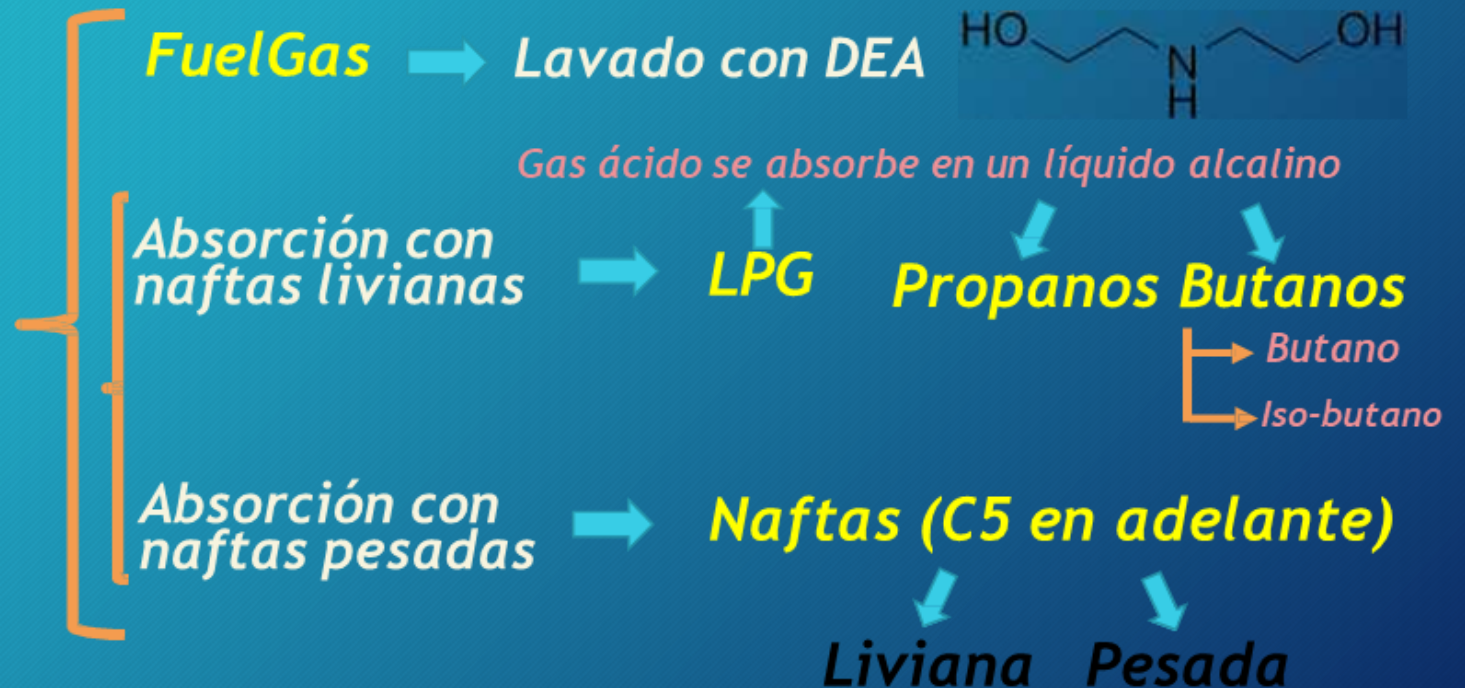 FuelGas
Lavado con DEA
HO
N
H
OH
Gas ácido se absorbe en un líquido alcalino
Absorción con
naftas livianas
LPG
Propanos Butanos
Butano
Iso-butano
Absorción con
naftas pesadas
Naftas (C5 en adelante)
Liviana Pesada